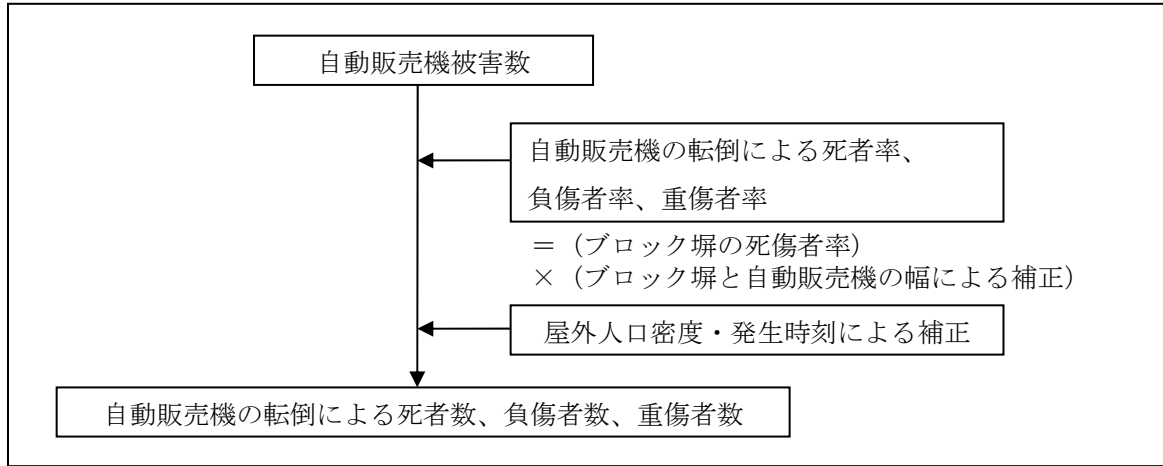 自動販売機被害数
自動販売機の転倒による死者率、
負傷者率、重傷者率
＝（ブロック塀の死傷者率）
×（ブロック塀と自動販売機の幅による補正）
屋外人口密度・発生時刻による補正
自動販売機の転倒による死者数、負傷者数、重傷者数